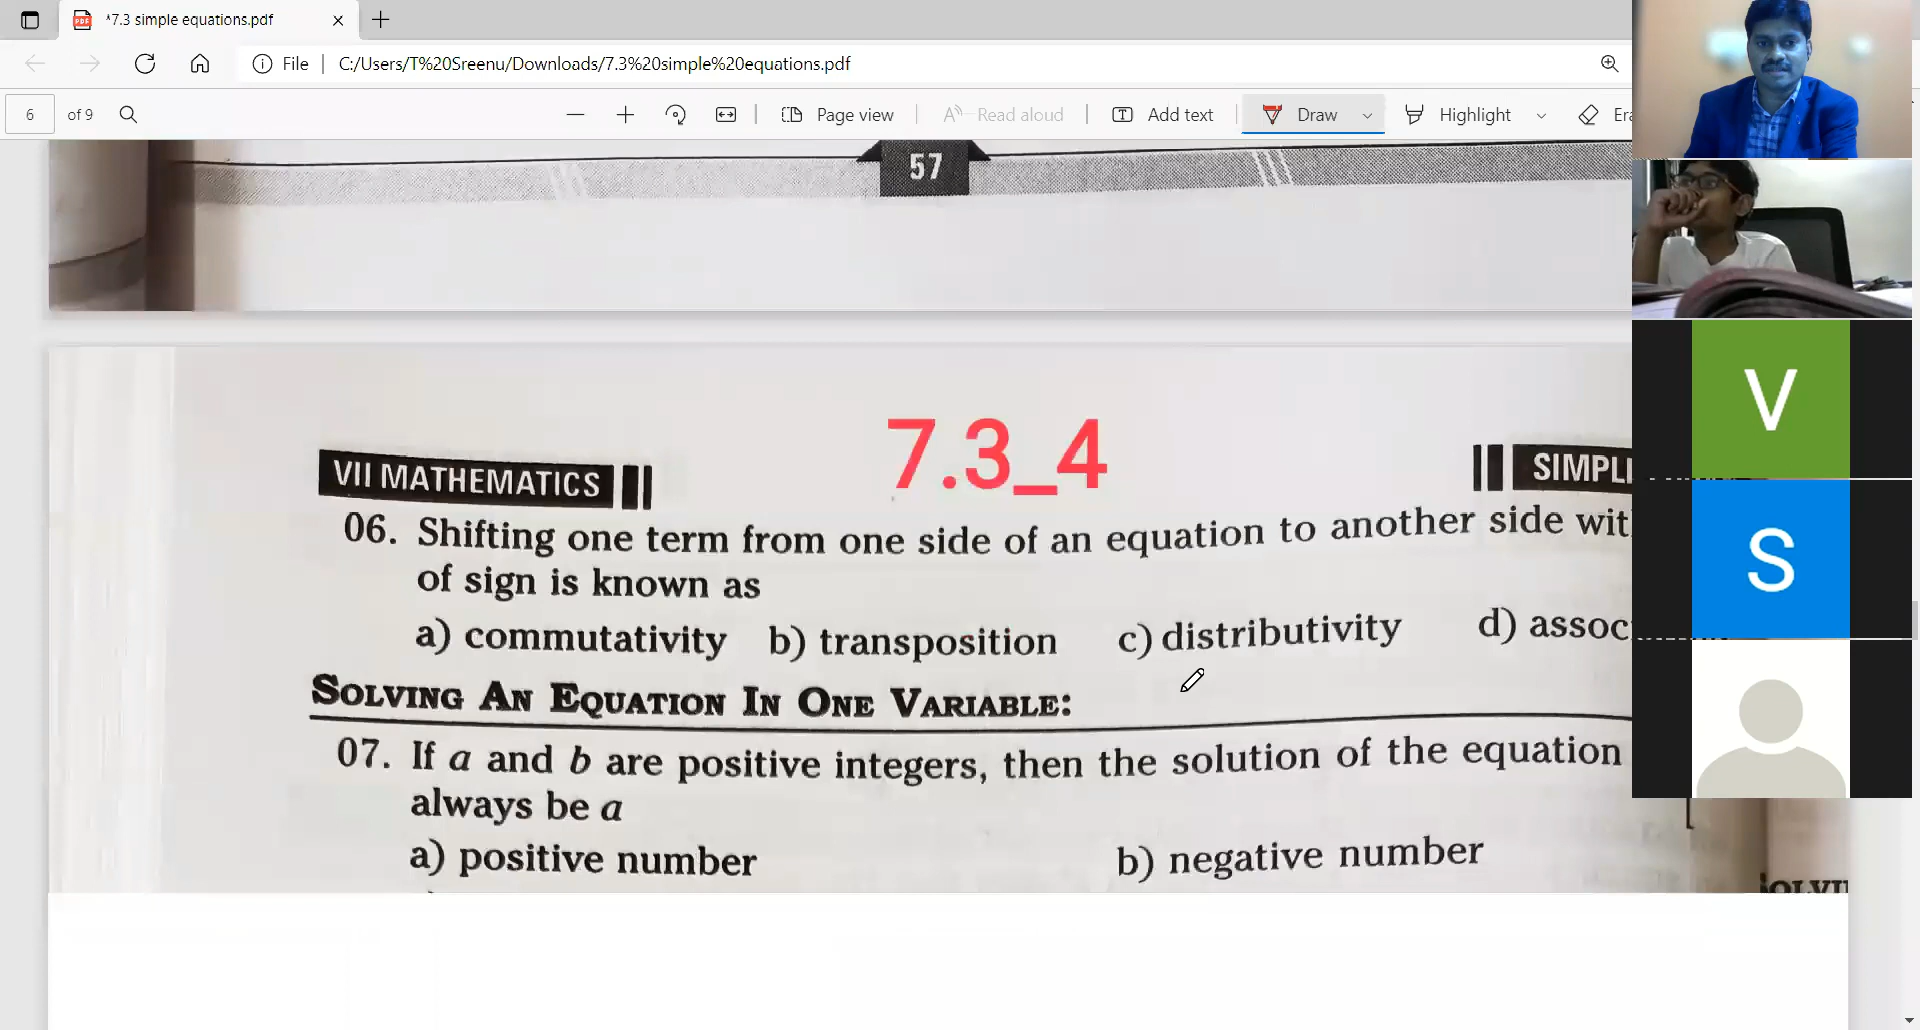 *7.3 simple equations.pdf
File | C:/Users/T%20Sreenu/Downloads/7.3%20simple%20equations.pdf
6 of 9 Page view Read aloud Add text Draw Highlight Era
57
V
7.3_4
VII MATHEMATICS SIMPL
06. Shifting one term from one side of an equation to another side wit
of sign is known as
S
a) commutativity b) transposition c) distributivity d) assoc
SOLVING AN EQUATION IN ONE VARIABLE:
07. If a and b are positive integers, then the solution of the equation
always be a
a) positive number b) negative number